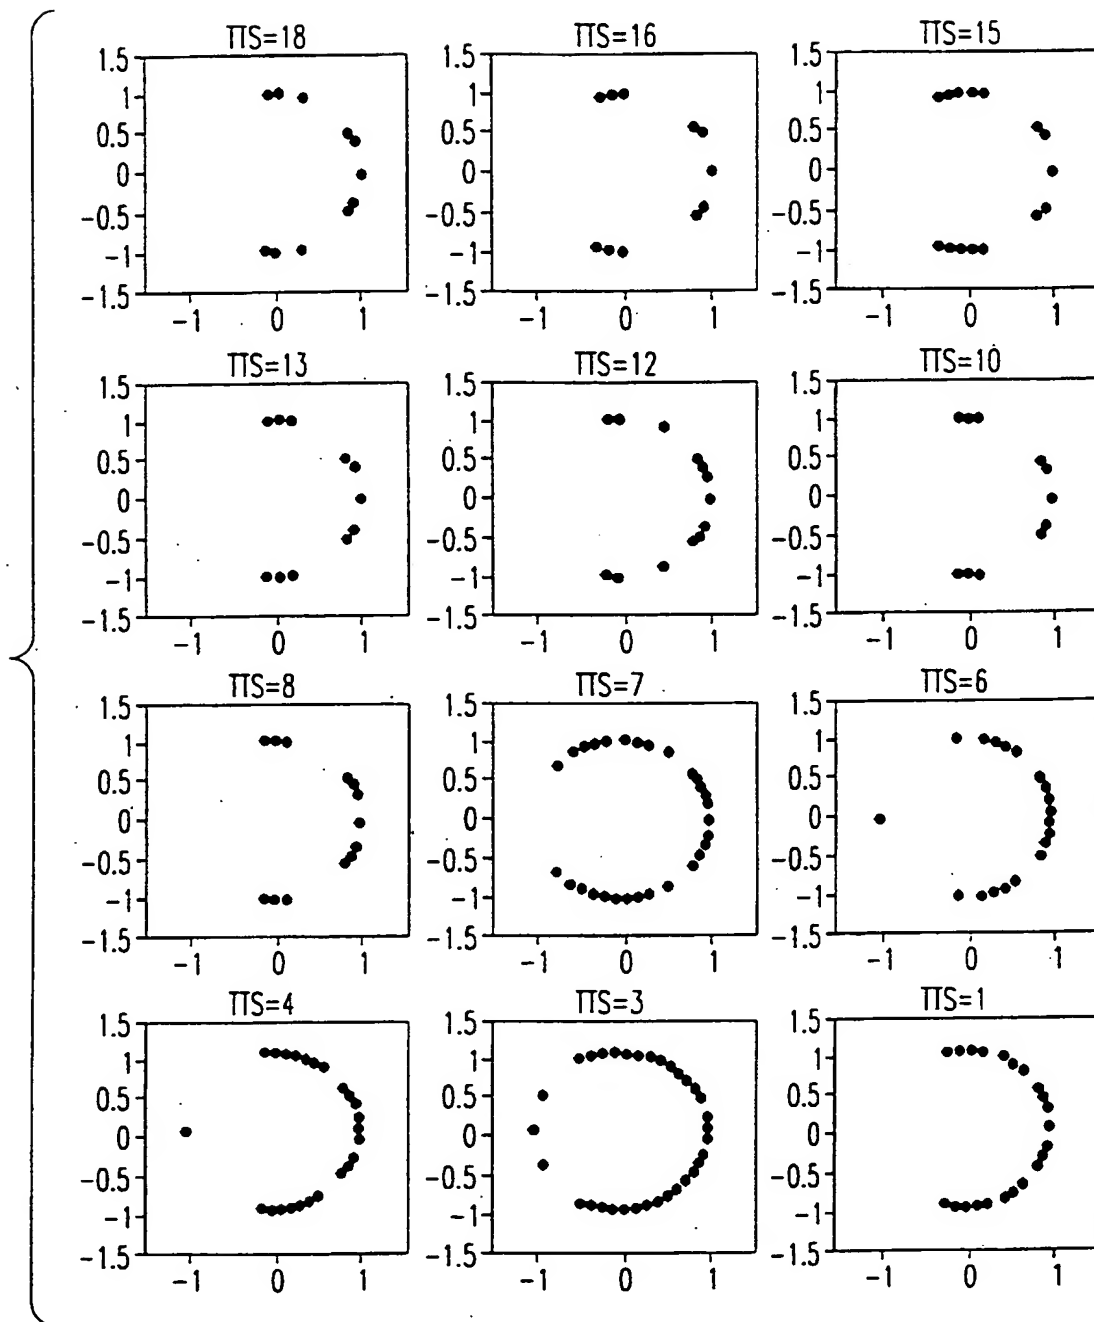 TTS=18 TTS=16 TTS=15
1.5 1.5 1.5
1 1 1
0.5 0.5 0.5
0 0 0
-0.5 -0.5 -0.5
-1 -1 -1
-1.5 -1.5 -1.5
-1 0 1 -1 0 1 -1 0 1
TTS=13 TTS=12 TTS=10
1.5 1.5 1.5
1 1 1
0.5 0.5 0.5
0 0 0
-0.5 -0.5 -0.5
-1 -1 -1
-1.5 -1.5 -1.5
-1 0 1 -1 0 1 -1 0 1
TTS=8 TTS=7 TTS=6
1.5 1.5 1.5
1 1 1
0.5 0.5 0.5
0 0 0
-0.5 -0.5 -0.5
-1 -1 -1
-1.5 -1.5 -1.5
-1 0 1 -1 0 1 -1 0 1
TTS=4 TTS=3 TTS=1
1.5 1.5 1.5
1 1 1
0.5 0.5 0.5
0 0 0
-0.5 -0.5 -0.5
-1 -1 -1
-1.5 -1.5 -1.5
-1 0 1 -1 0 1 -1 0 1